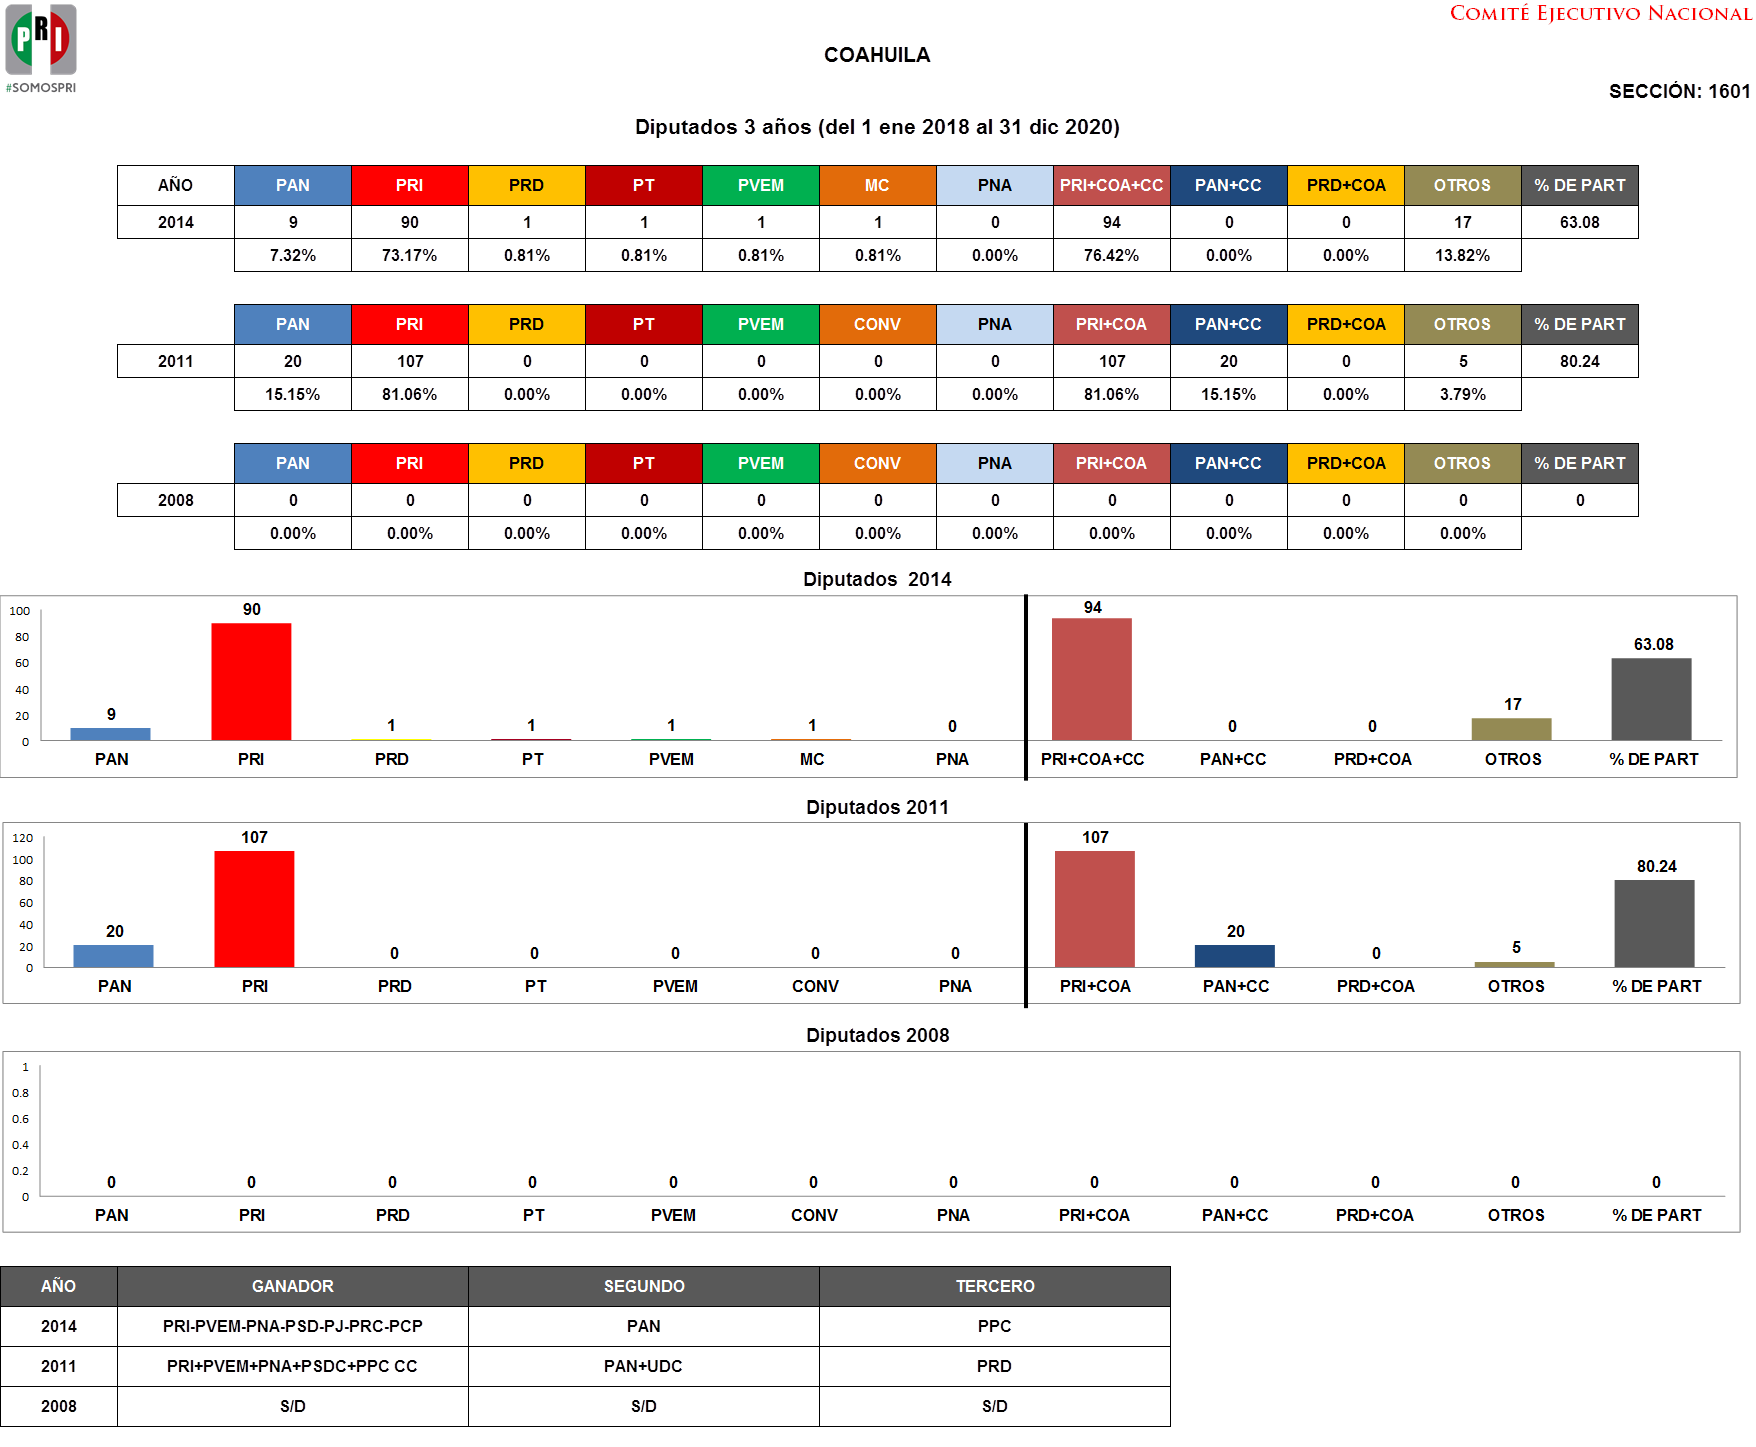 PRI
#SOMOSPRI
COMITÉ EJECUTIVO NACIONAL
COAHUILA
SECCIÓN: 1601
Diputados 3 años (del 1 ene 2018 al 31 dic 2020)
AÑO PAN PRI PRD PT PVEM MC PNA PRI+COA+CC PAN+CC PRD+COA OTROS % DE PART
2014 9 90 1 1 1 1 0 94 0 0 17 63.08
7.32% 73.17% 0.81% 0.81% 0.81% 0.81% 0.00% 76.42% 0.00% 0.00% 13.82%
PAN PRI PRD PT PVEM CONV PNA PRI+COA PAN+CC PRD+COA OTROS % DE PART
2011 20 107 0 0 0 0 0 107 20 0 5 80.24
15.15% 81.06% 0.00% 0.00% 0.00% 0.00% 0.00% 81.06% 15.15% 0.00% 3.79%
PAN PRI PRD PT PVEM CONV PNA PRI+COA PAN+CC PRD+COA OTROS % DE PART
2008 0 0 0 0 0 0 0 0 0 0 0 0
0.00% 0.00% 0.00% 0.00% 0.00% 0.00% 0.00% 0.00% 0.00% 0.00% 0.00%
Diputados 2014
100
80
60
40
20
0
9 90 1 1 1 1 0 94 0 0 17 63.08
PAN PRI PRD PT PVEM MC PNA PRI+COA+CC PAN+CC PRD+COA OTROS % DE PART
Diputados 2011
120
100
80
60
40
20
0
20 107 0 0 0 0 0 107 20 0 5 80.24
PAN PRI PRD PT PVEM CONV PNA PRI+COA PAN+CC PRD+COA OTROS % DE PART
Diputados 2008
1
0.8
0.6
0.4
0.2
0
0 0 0 0 0 0 0 0 0 0 0 0
PAN PRI PRD PT PVEM CONV PNA PRI+COA PAN+CC PRD+COA OTROS % DE PART
AÑO GANADOR SEGUNDO TERCERO
2014 PRI-PVEM-PNA-PSD-PJ-PRC-PCP PAN PPC
2011 PRI+PVEM+PNA+PSDC+PPC CC PAN+UDC PRD
2008 S/D S/D S/D